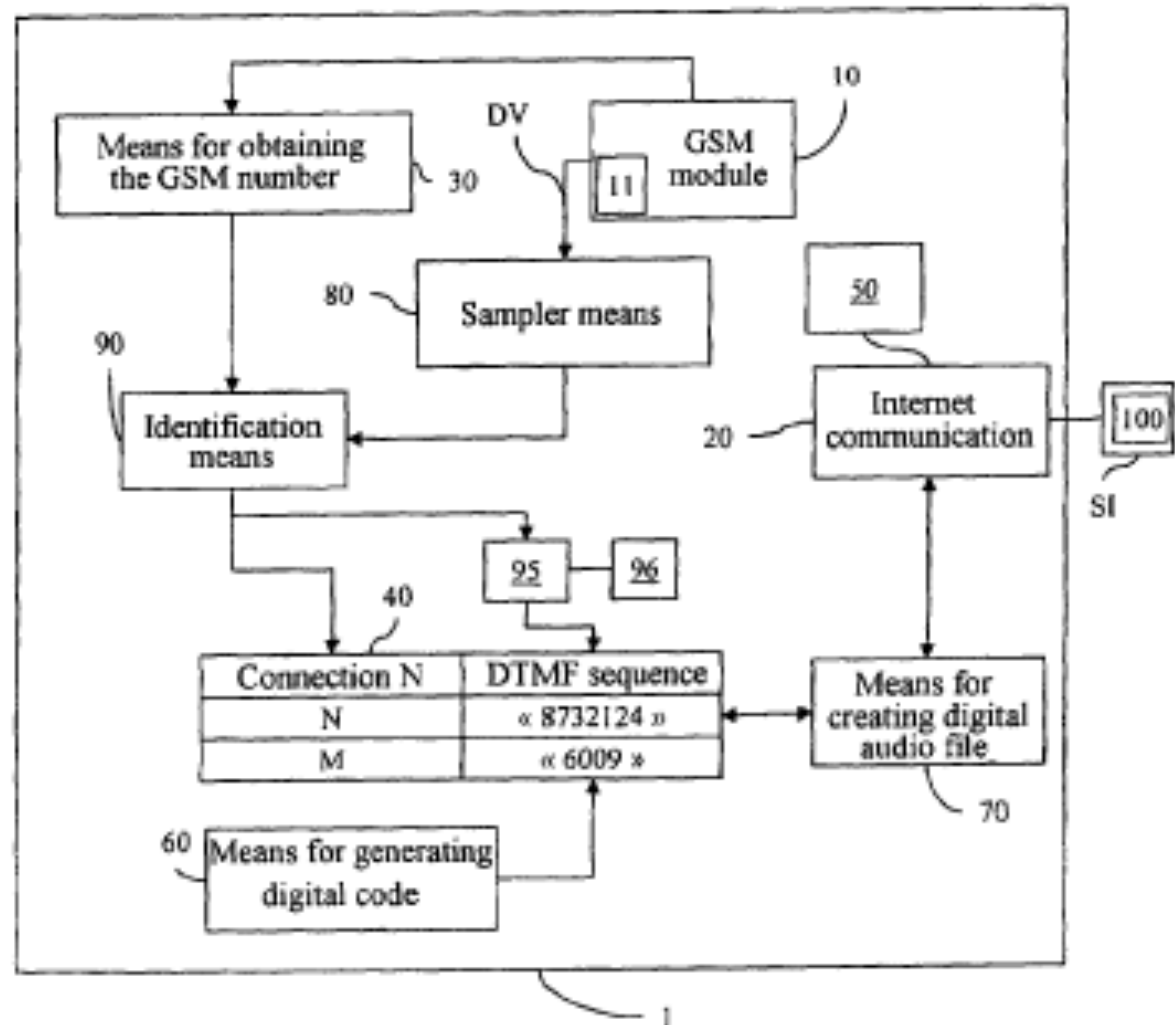 10
DV
GSM
module
11
Means for obtaining
the GSM number
30
80
Sampler means
50
90
Identification
means
20
Internet
communication
100
SI
95
96
40
Connection N DTMF sequence
N « 8732124 »
M « 6009 »
Means for
creating digital
audio file
70
60
Means for generating
digital code
1